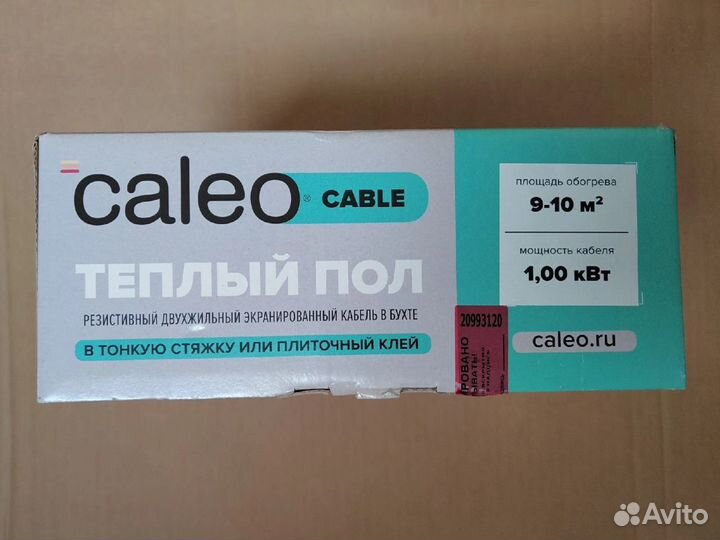 caleo® CABLE
ТЕПЛЫЙ ПОЛ
РЕЗИСТИВНЫЙ ДВУХЖИЛЬНЫЙ ЭКРАНИРОВАННЫЙ КАБЕЛЬ В БУХТЕ
В ТОНКУЮ СТЯЖКУ ИЛИ ПЛИТОЧНЫЙ КЛЕЙ
площадь обогрева
9-10 м²
мощность кабеля
1,00 кВт
caleo.ru
20993120
Avito